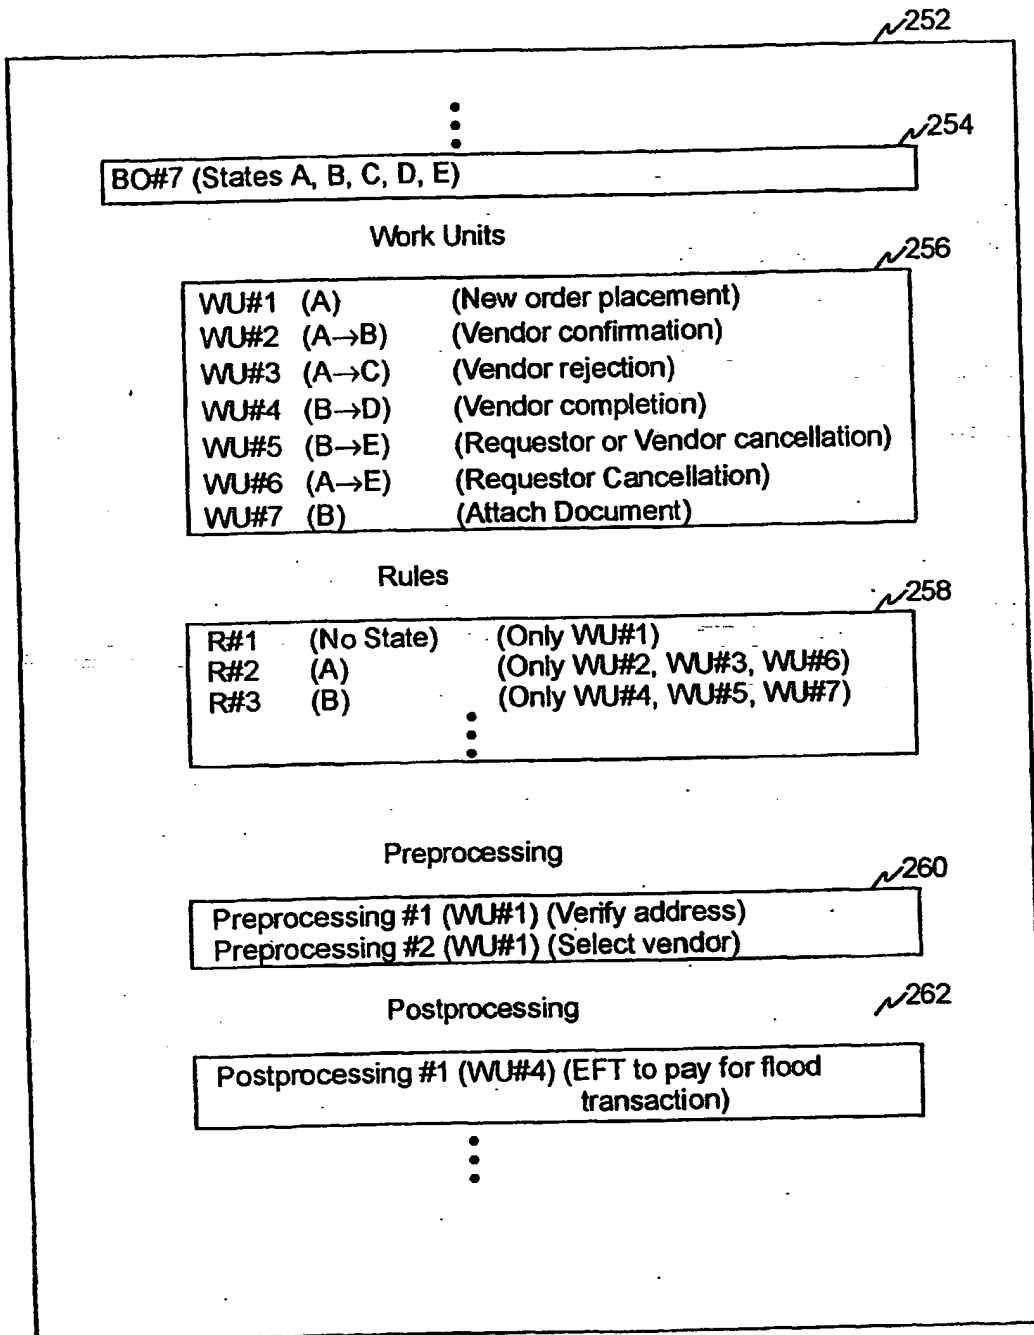 252
254
BO#7 (States A, B, C, D, E)
Work Units
256
WU#1 (A) (New order placement)
WU#2 (A→B) (Vendor confirmation)
WU#3 (A→C) (Vendor rejection)
WU#4 (B→D) (Vendor completion)
WU#5 (B→E) (Requestor or Vendor cancellation)
WU#6 (A→E) (Requestor Cancellation)
WU#7 (B) (Attach Document)
Rules
258
R#1 (No State) (Only WU#1)
R#2 (A) (Only WU#2, WU#3, WU#6)
R#3 (B) (Only WU#4, WU#5, WU#7)
Preprocessing
260
Preprocessing #1 (WU#1) (Verify address)
Preprocessing #2 (WU#1) (Select vendor)
Postprocessing
262
Postprocessing #1 (WU#4) (EFT to pay for flood
transaction)